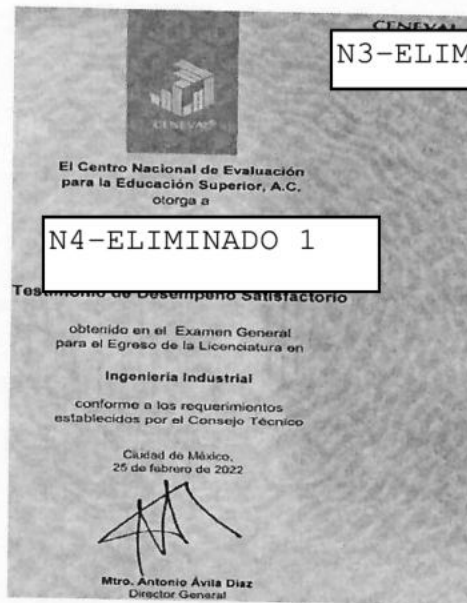 CENEVAL
N3-ELIM
CENEVAL®
El Centro Nacional de Evaluación
para la Educación Superior, A.C.
otorga a
N4-ELIMINADO 1
Testimonio de Desempeño Satisfactorio
obtenido en el Examen General
para el Egreso de la Licenciatura en
Ingeniería Industrial
conforme a los requerimientos
establecidos por el Consejo Técnico
Ciudad de México,
25 de febrero de 2022
Mtro. Antonio Ávila Díaz
Director General